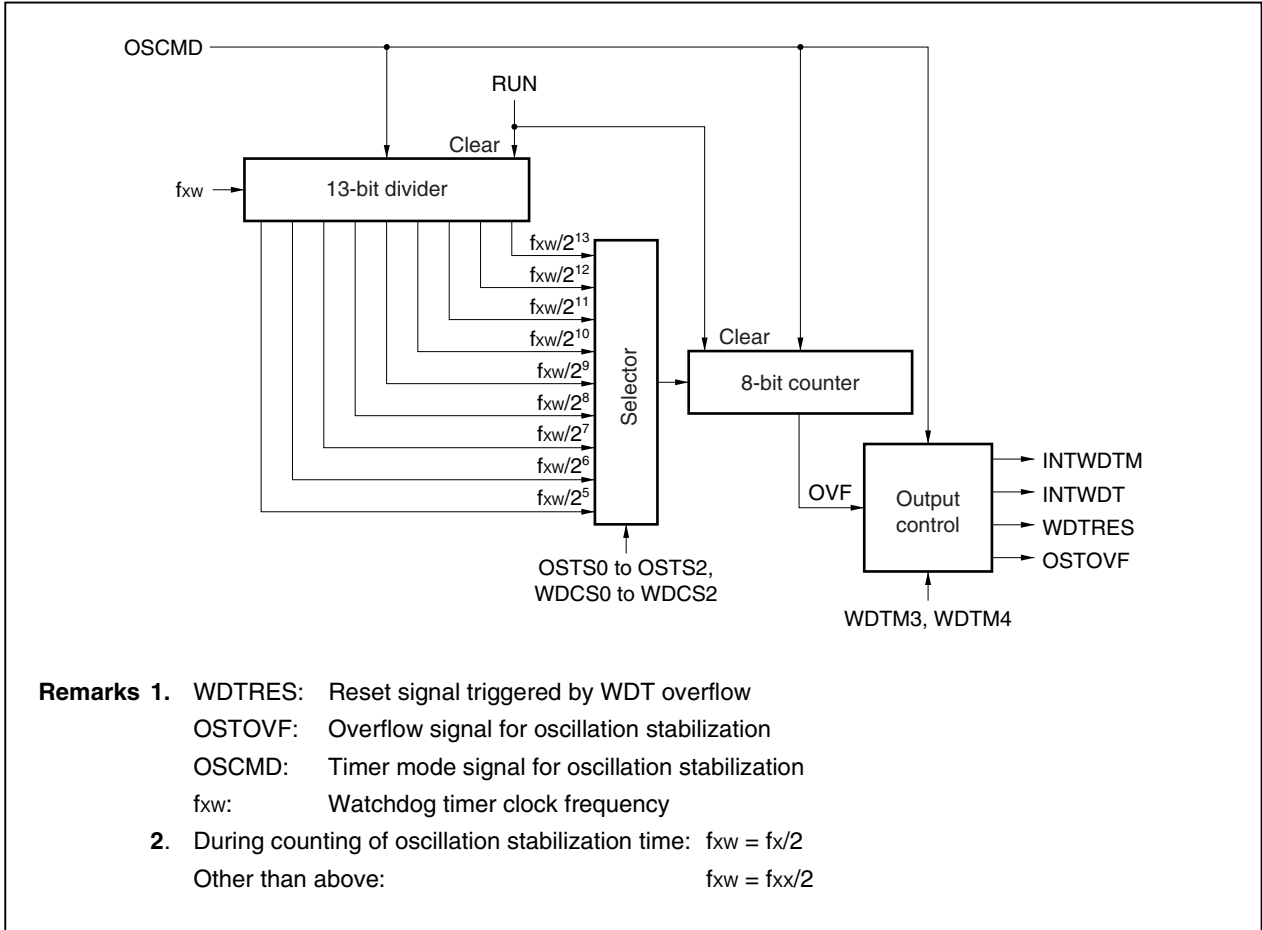 OSCMD
RUN
Clear
fxw
13-bit divider
fxw/2¹³
fxw/2¹²
fxw/2¹¹
fxw/2¹⁰
fxw/2⁹
fxw/2⁸
fxw/2⁷
fxw/2⁶
fxw/2⁵
Selector
Clear
8-bit counter
OVF
Output
control
INTWDTM
INTWDT
WDTRES
OSTOVF
OSTS0 to OSTS2,
WDCS0 to WDCS2
WDTM3, WDTM4
Remarks 1. WDTRES: Reset signal triggered by WDT overflow
OSTOVF: Overflow signal for oscillation stabilization
OSCMD: Timer mode signal for oscillation stabilization
fxw: Watchdog timer clock frequency
2. During counting of oscillation stabilization time: fxw = fx/2
Other than above: fxw = fxx/2